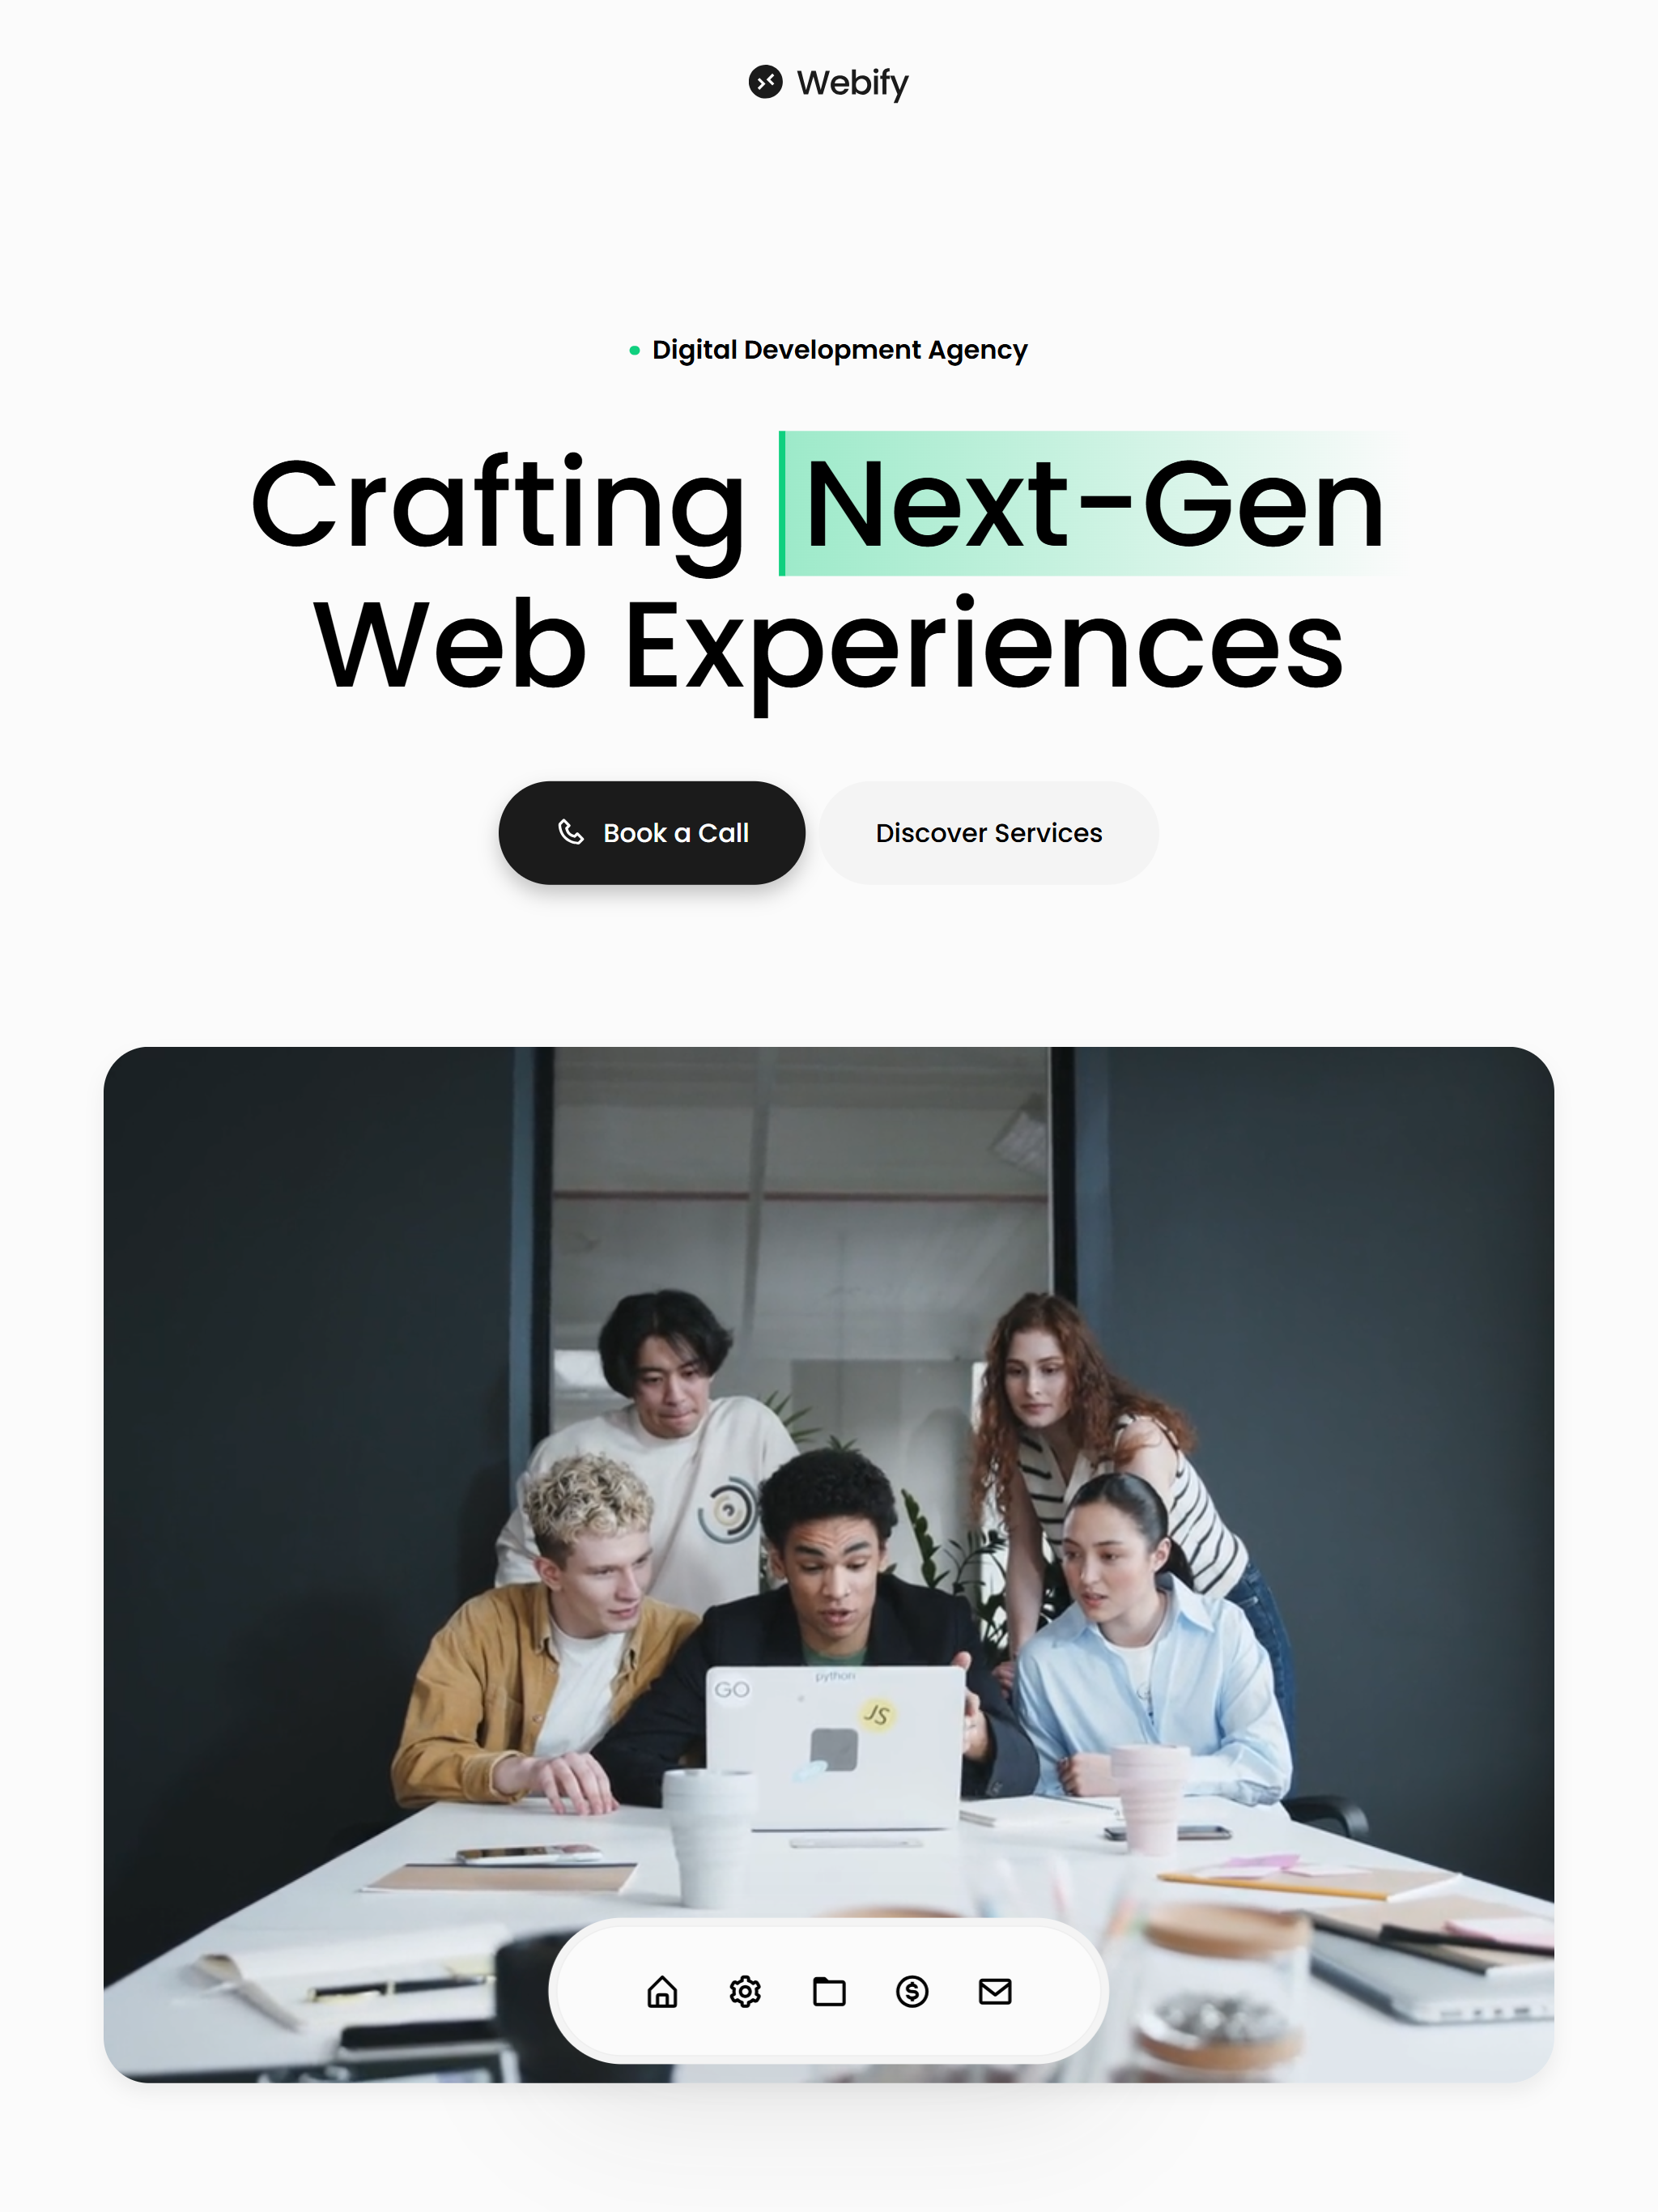 Webify
Digital Development Agency
Crafting Next-Gen
Web Experiences
Book a Call
Discover Services
python
GO
JS